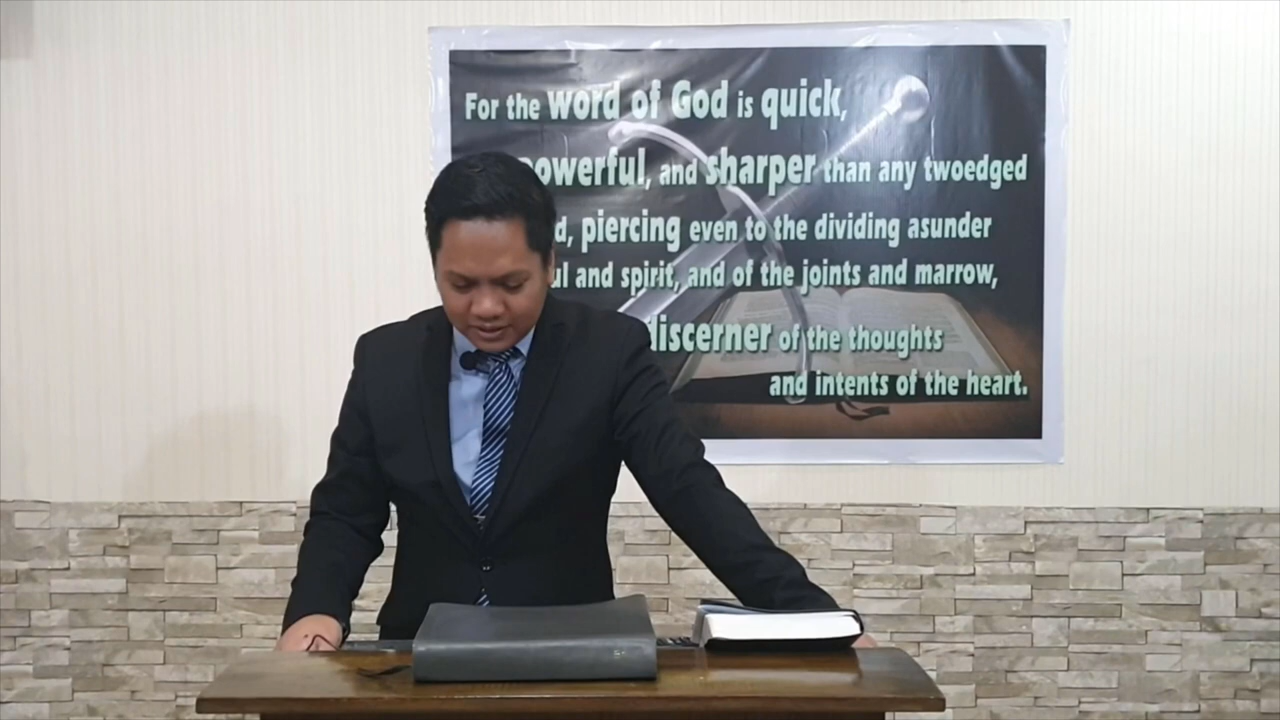 For the word of God is quick,
powerful, and sharper than any twoedged
d, piercing even to the dividing asunder
ul and spirit, and of the joints and marrow,
discerner of the thoughts
and intents of the heart.